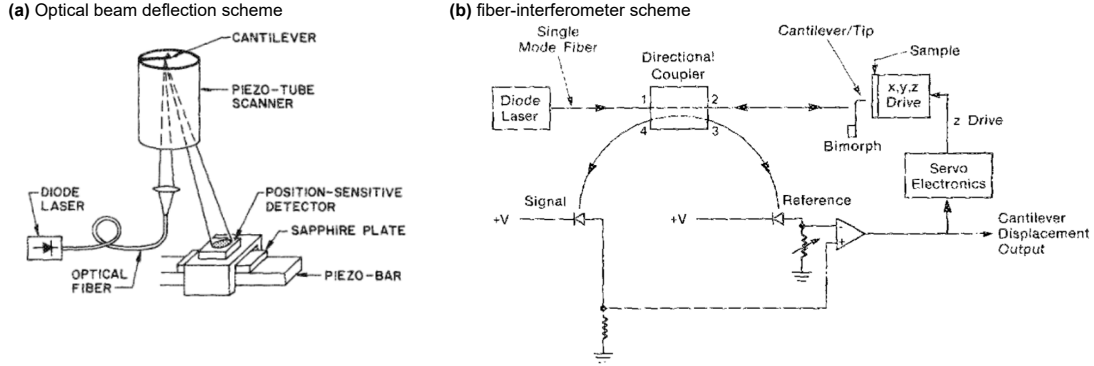 (a) Optical beam deflection scheme
CANTILEVER
PIEZO-TUBE
SCANNER
DIODE
LASER
POSITION-SENSITIVE
DETECTOR
SAPPHIRE PLATE
OPTICAL
FIBER
PIEZO-BAR
(b) fiber-interferometer scheme
Single
Mode Fiber
Directional
Coupler
Cantilever/Tip
Sample
Diode
Laser
1
2
4
3
x,y,z
Drive
z Drive
Bimorph
Servo
Electronics
Signal
Reference
+V
+V
-
+
Cantilever
Displacement
Output